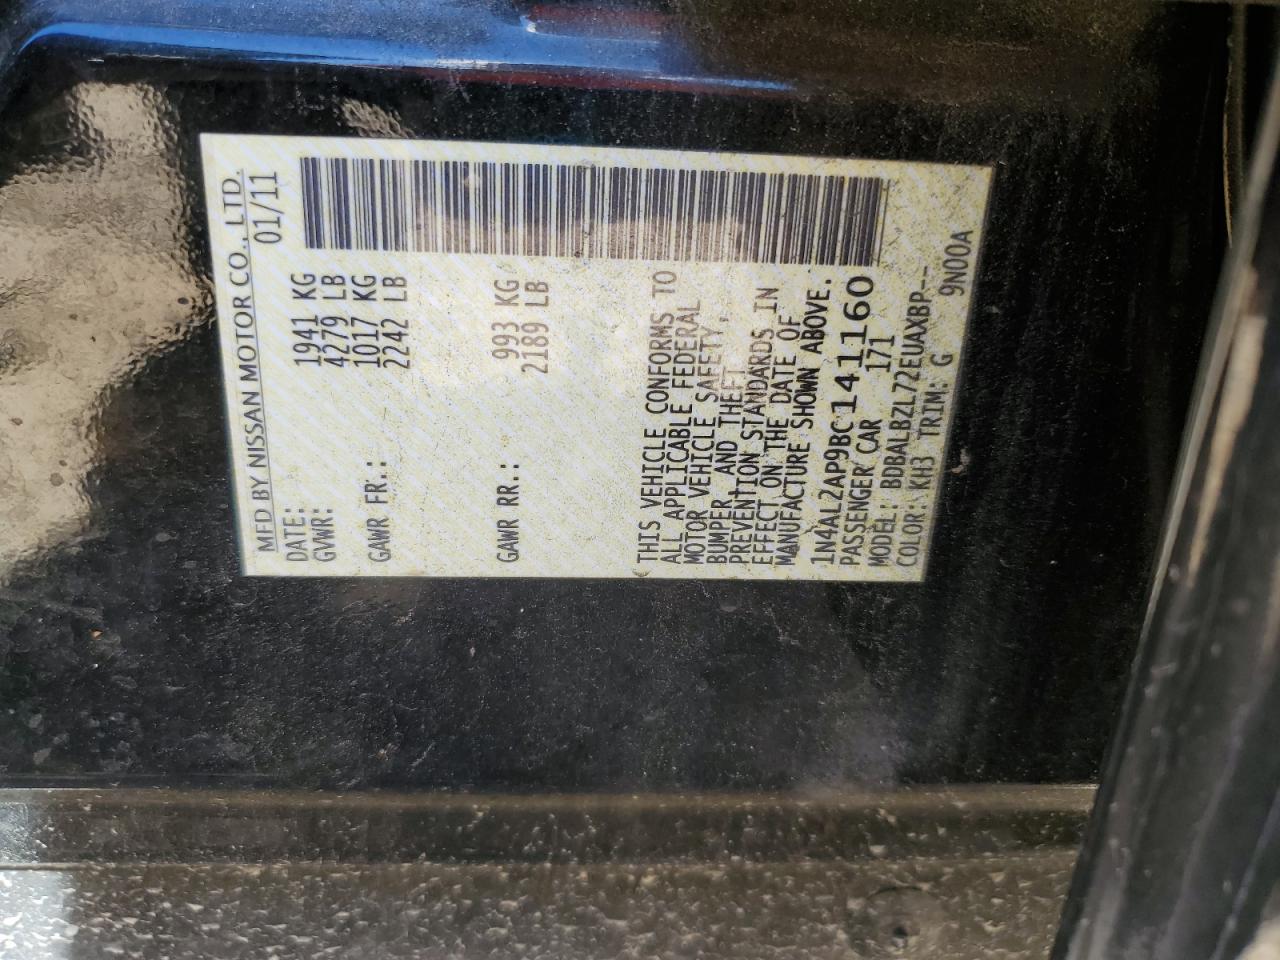 MFD BY NISSAN MOTOR CO., LTD.
DATE: 01/11
GVWR: 1941 KG
4279 LB
GAWR FR.: 1017 KG
2242 LB
GAWR RR.: 993 KG
2189 LB
THIS VEHICLE CONFORMS TO
ALL APPLICABLE FEDERAL
MOTOR VEHICLE SAFETY,
BUMPER, AND THEFT
PREVENTION STANDARDS IN
EFFECT ON THE DATE OF
MANUFACTURE SHOWN ABOVE.
1N4AL2AP9BC141160
PASSENGER CAR 171
MODEL: BDBALBZL72EUAXBP--
COLOR: KH3 TRIM: G 9N00A